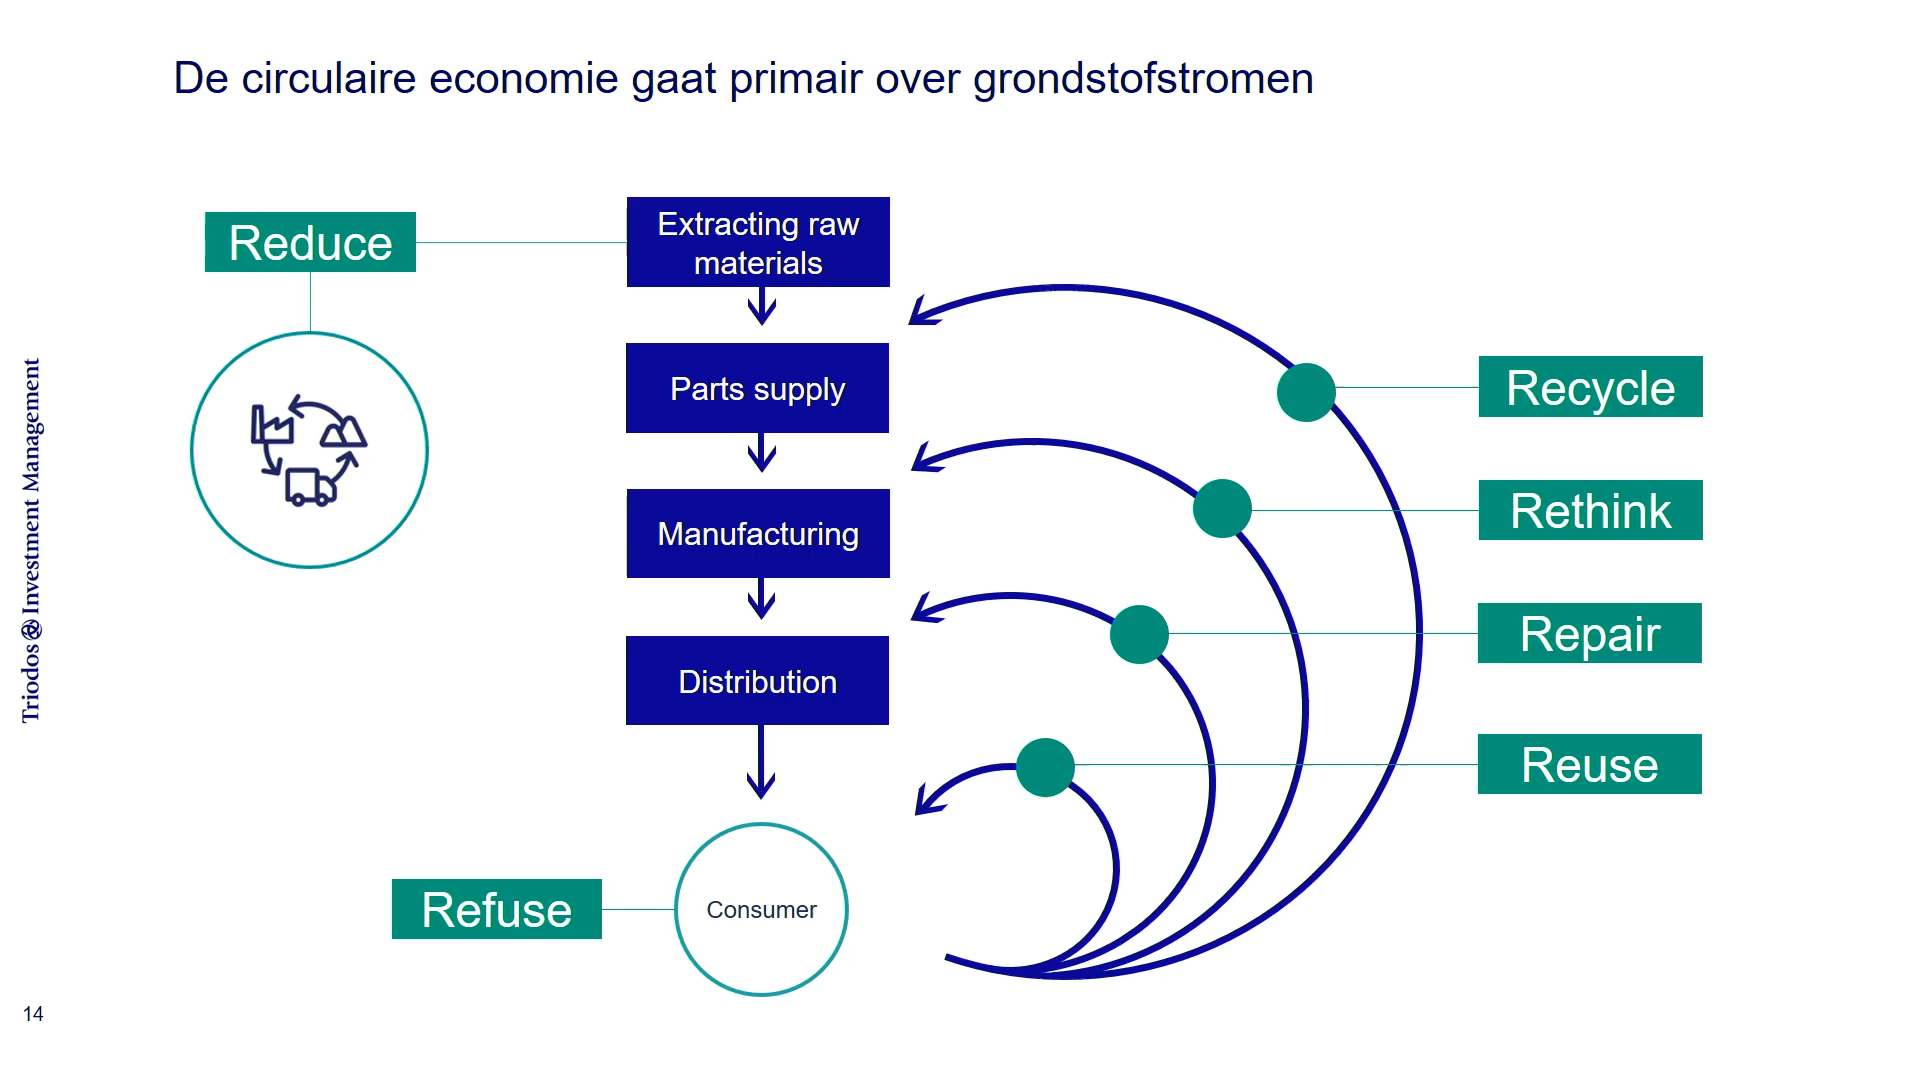 De circulaire economie gaat primair over grondstofstromen
Reduce
Extracting raw
materials
Parts supply
Manufacturing
Distribution
Consumer
Refuse
Recycle
Rethink
Repair
Reuse
Triodos Investment Management
14